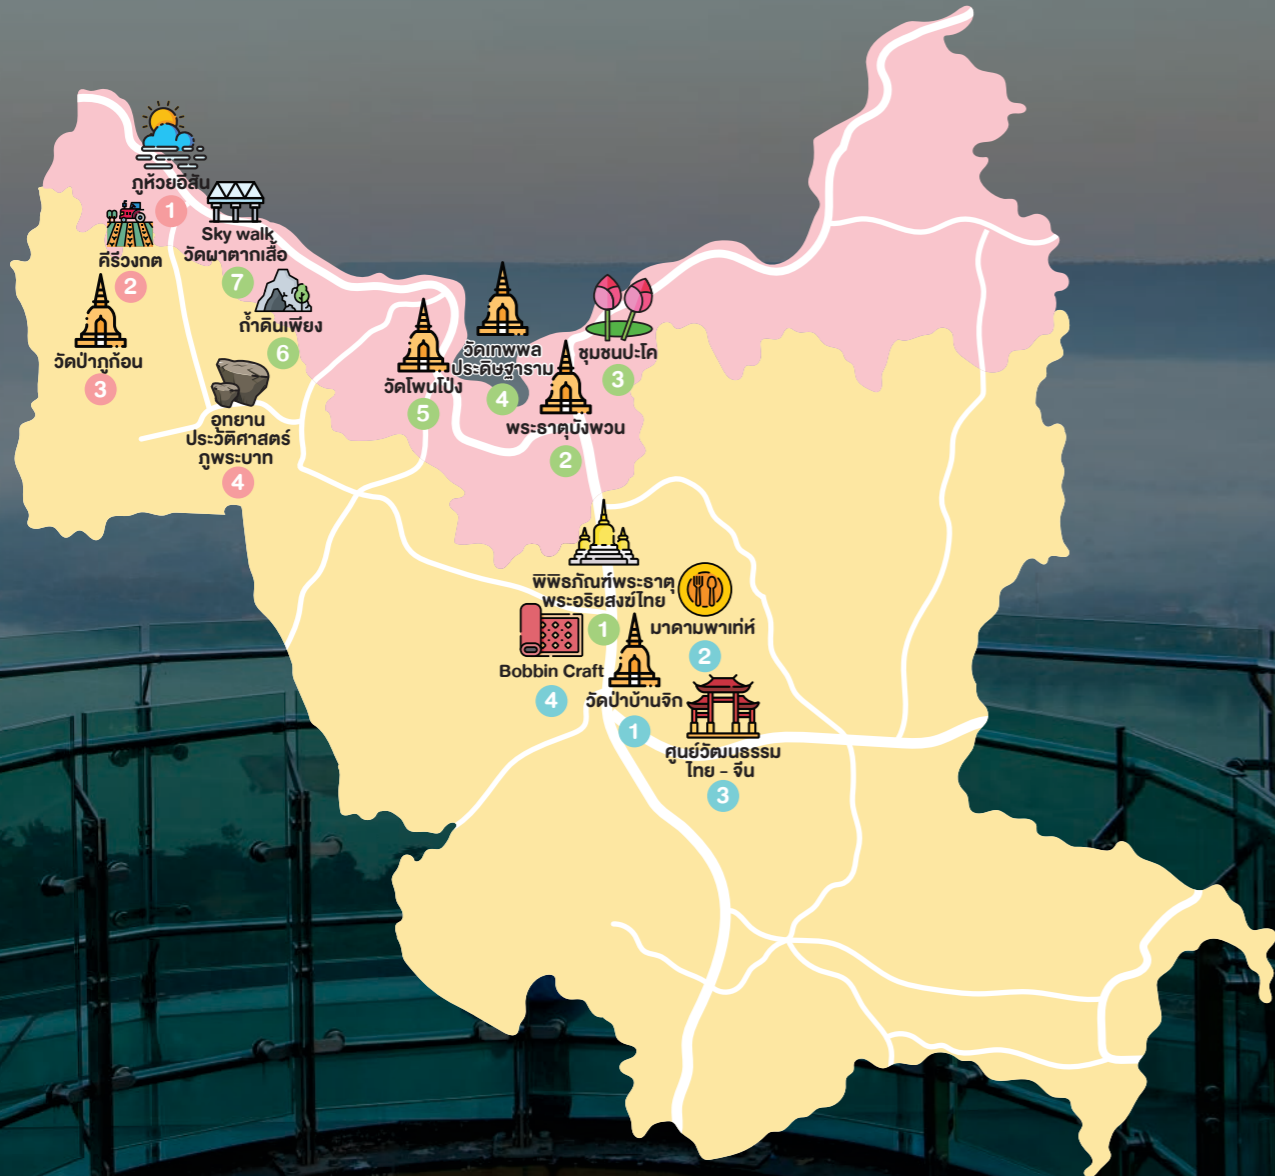 ภูห้วยอีสัน
1
Sky walk
วัดผาตากเสื้อ
7
คีรีวงกต
2
ถ้ำดินเพียง
6
วัดป่าภูก้อน
3
อุทยาน
ประวัติศาสตร์
ภูพระบาท
4
วัดโพนโป่ง
5
วัดเทพพล
ประดิษฐาราม
4
ชุมชนปะโค
3
พระธาตุบังพวน
2
พิพิธภัณฑ์พระธาตุ
พระอริยสงฆ์ไทย
1
มาดามพาเท่ห์
2
Bobbin Craft
4
วัดป่าบ้านจิก
1
ศูนย์วัฒนธรรม
ไทย - จีน
3